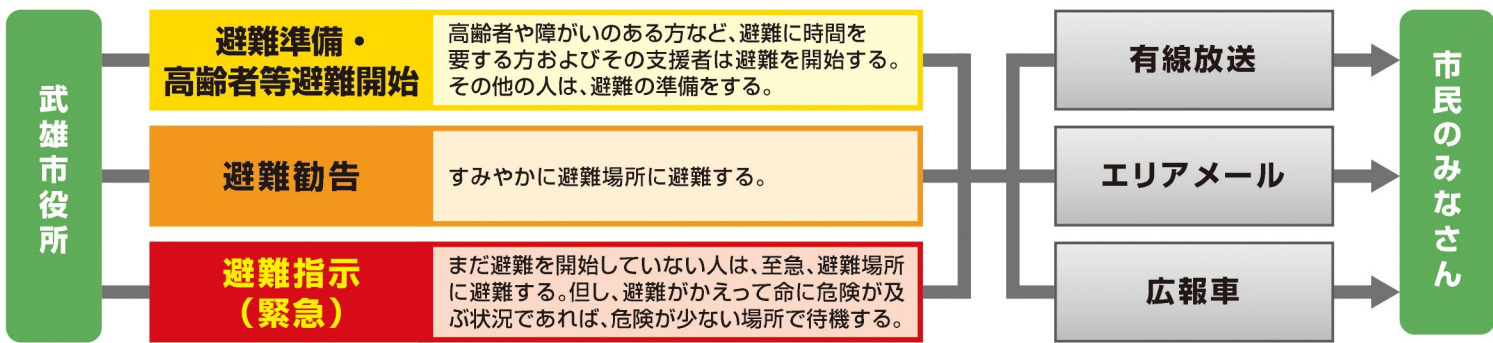 武雄市役所
避難準備・
高齢者等避難開始
高齢者や障がいのある方など、避難に時間を
要する方およびその支援者は避難を開始する。
その他の人は、避難の準備をする。
避難勧告
すみやかに避難場所に避難する。
避難指示
（緊急）
まだ避難を開始していない人は、至急、避難場所
に避難する。但し、避難がかえって命に危険が及
ぶ状況であれば、危険が少ない場所で待機する。
有線放送
エリアメール
広報車
市民のみなさん